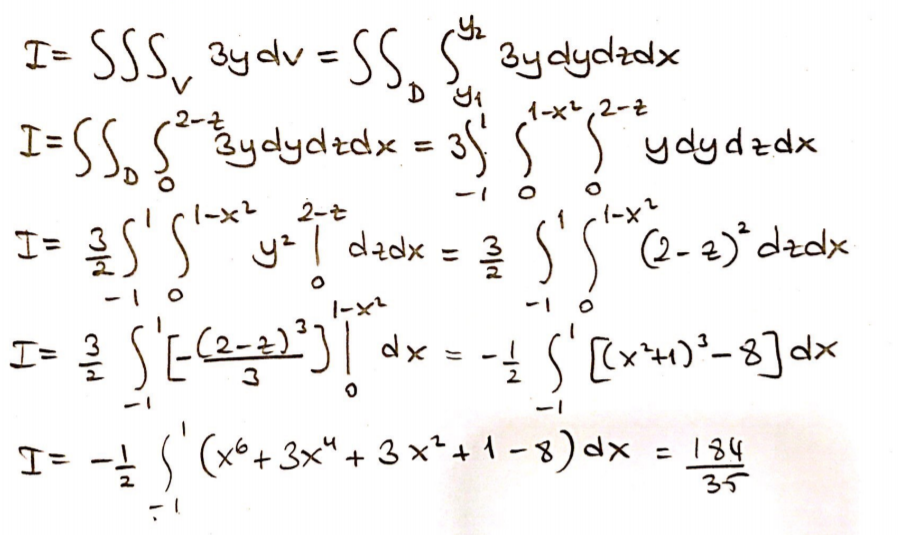 I = ∫∫∫_V 3y dv = ∫∫_D ∫_{y₁}^{y₂} 3y dy dz dx
I = ∫∫_D ∫_0^{2-z} 3y dy dz dx = 3∫_{-1}^{1} ∫_0^{1-x²} ∫_0^{2-z} y dy dz dx
I = 3/2 ∫_{-1}^{1} ∫_0^{1-x²} y² |_0^{2-z} dz dx = 3/2 ∫_{-1}^{1} ∫_0^{1-x²} (2-z)² dz dx
I = 3/2 ∫_{-1}^{1} [-(2-z)³/3] |_0^{1-x²} dx = -1/2 ∫_{-1}^{1} [(x²+1)³-8] dx
I = -1/2 ∫_{-1}^{1} (x⁶ + 3x⁴ + 3x² + 1 - 8) dx = 184/35